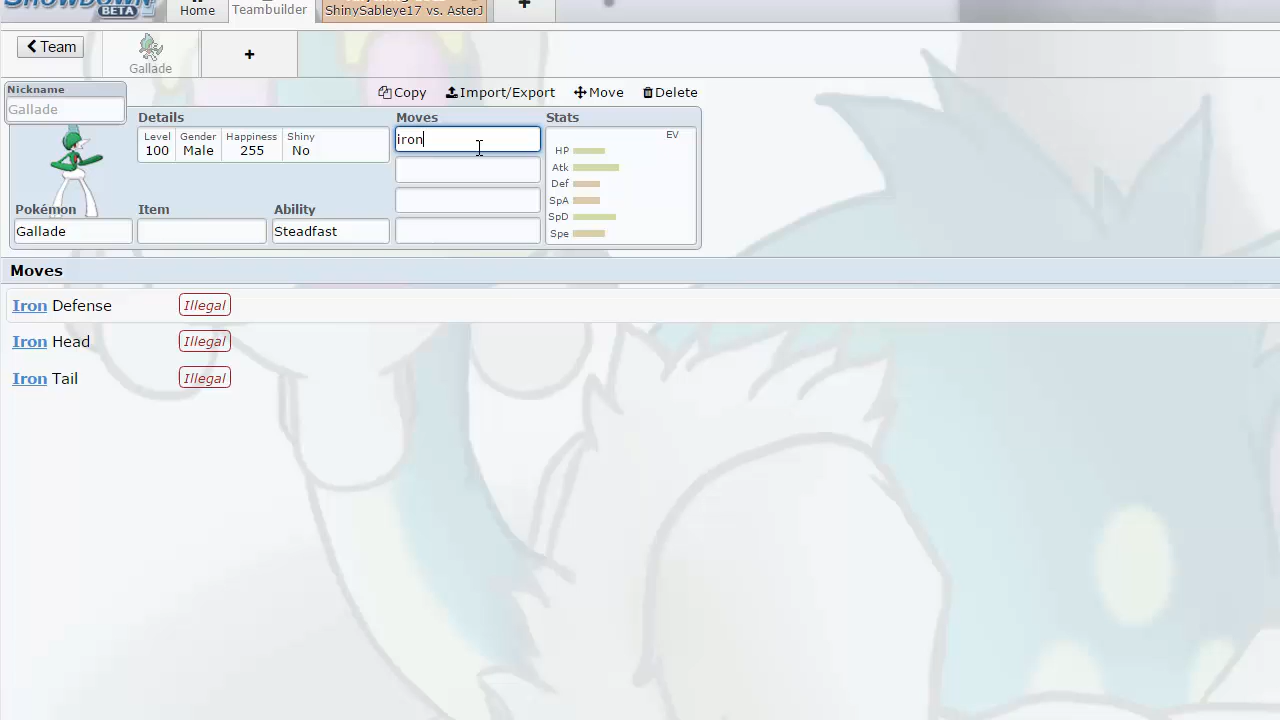 SHOWDOWN
BETA
Home
Teambuilder
ShinySableye17 vs. AsterJ
+
Team
Gallade
+
Nickname
Gallade
Copy
Import/Export
Move
Delete
Details
Level
100
Gender
Male
Happiness
255
Shiny
No
Pokémon
Gallade
Item
Ability
Steadfast
Moves
iron
Stats
EV
HP
Atk
Def
SpA
SpD
Spe
Moves
Iron Defense Illegal
Iron Head Illegal
Iron Tail Illegal